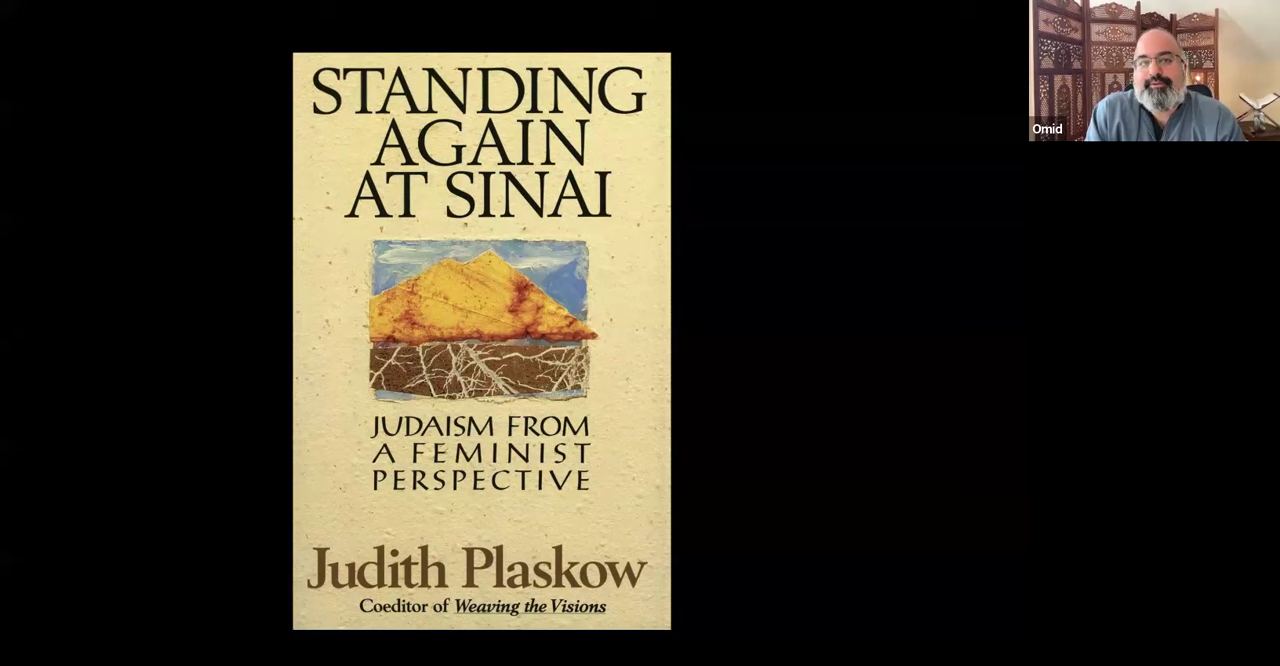 STANDING
AGAIN
AT SINAI
JUDAISM FROM
A FEMINIST
PERSPECTIVE
Judith Plaskow
Coeditor of Weaving the Visions
Omid